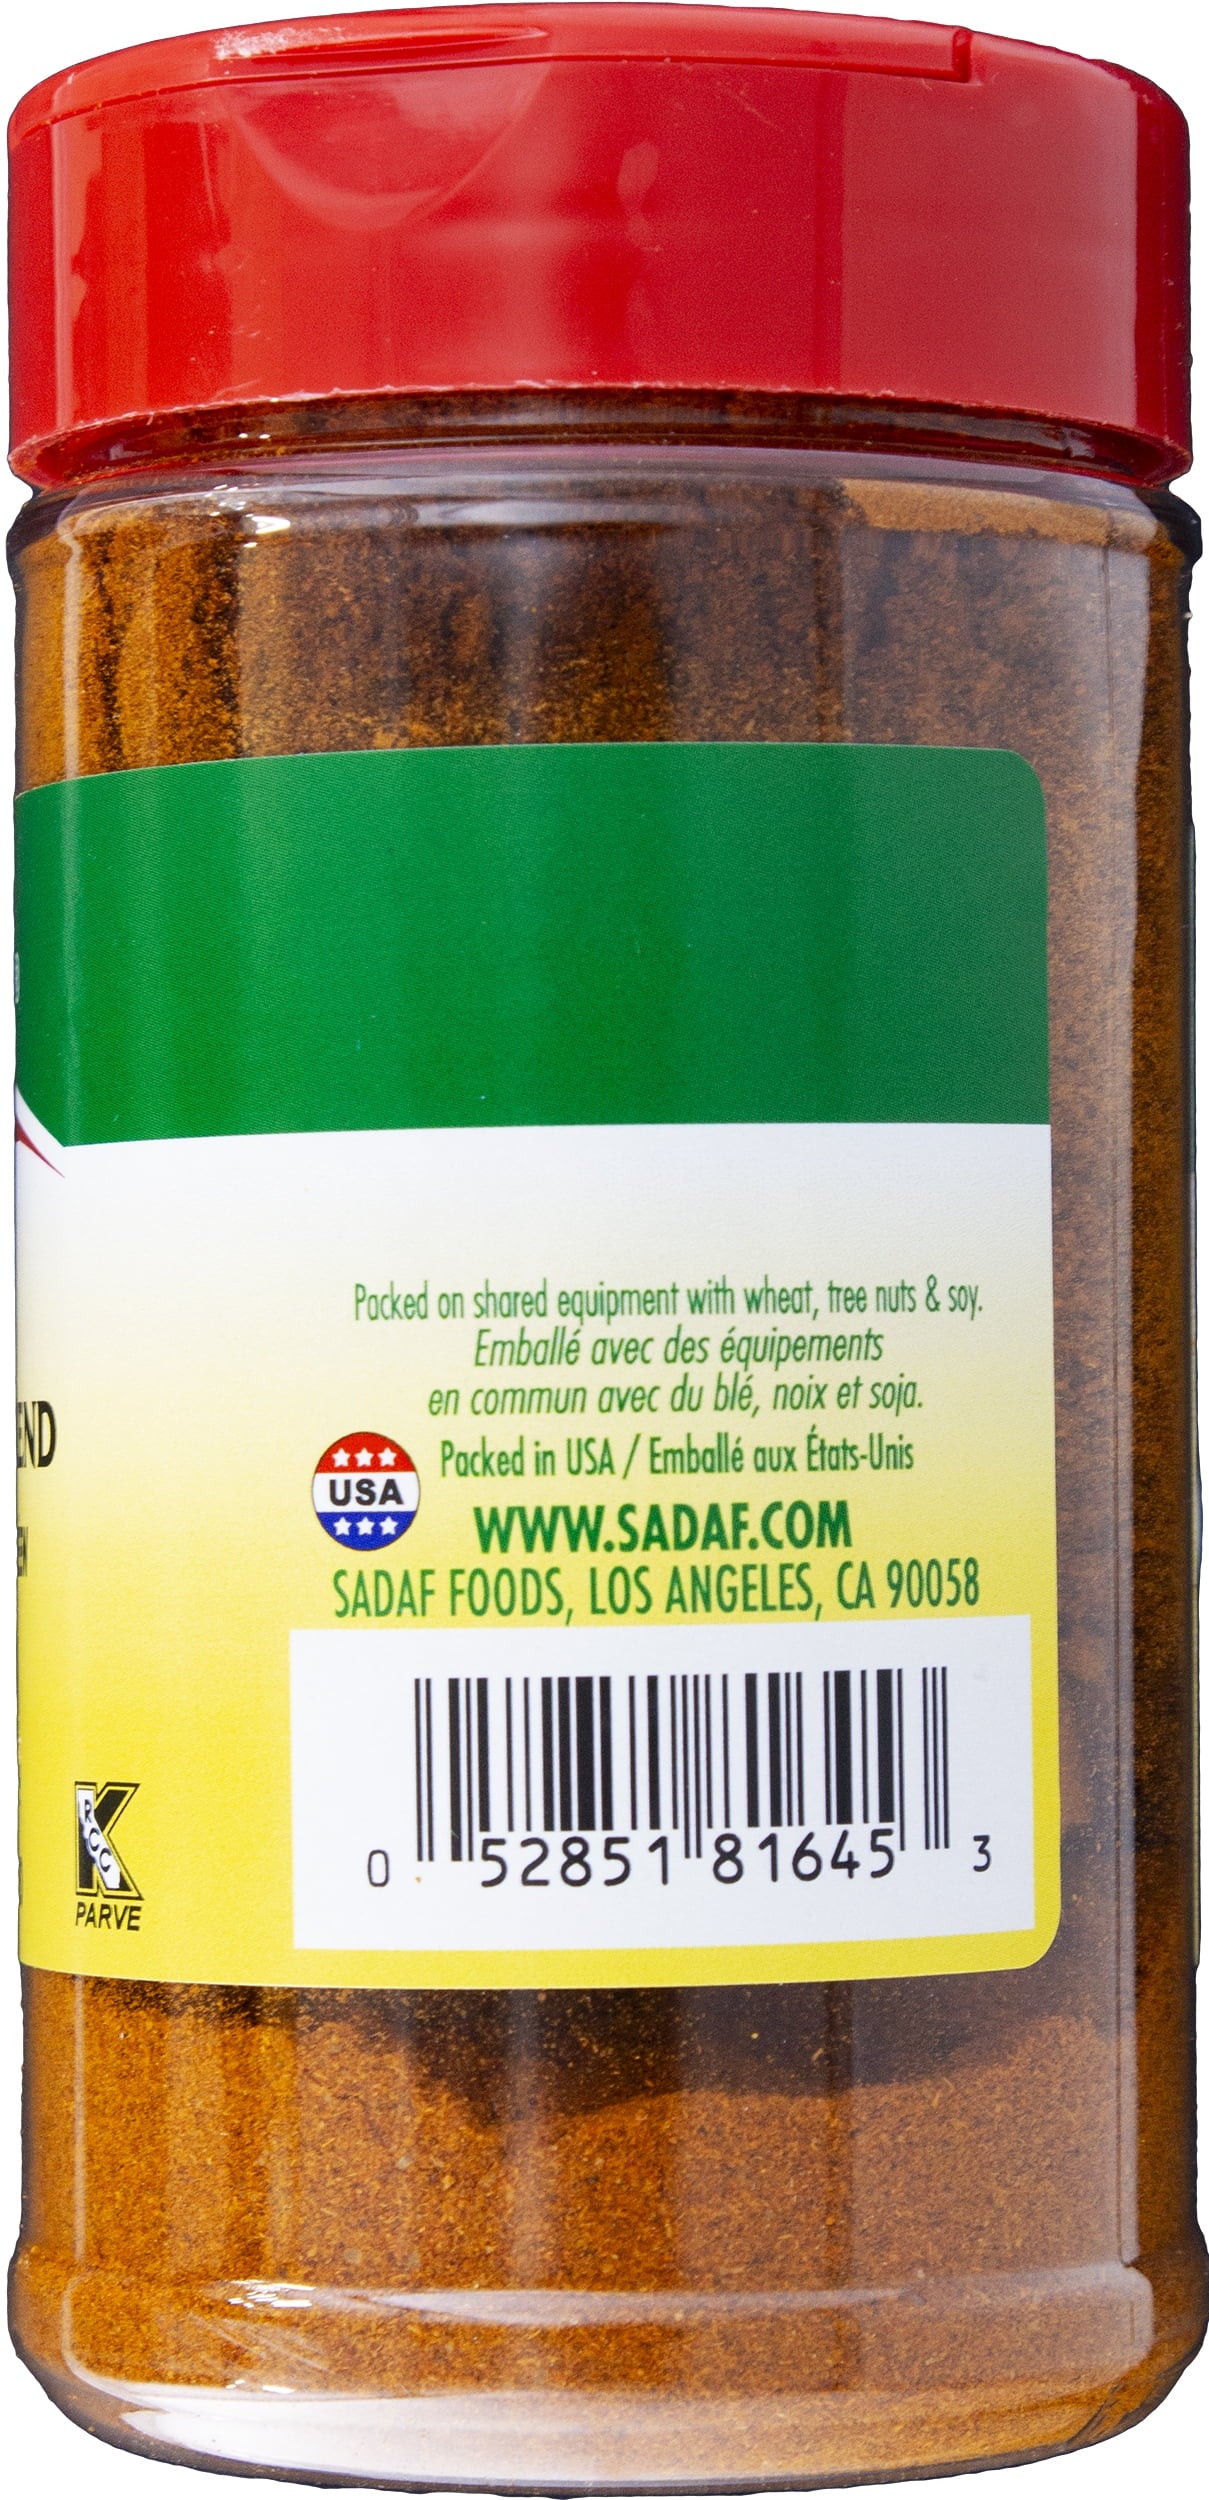 Packed on shared equipment with wheat, tree nuts & soy.
Emballé avec des équipements
en commun avec du blé, noix et soja.
USA
Packed in USA / Emballé aux États-Unis
WWW.SADAF.COM
SADAF FOODS, LOS ANGELES, CA 90058
0 52851 81645 3
END
K
RCC
PARVE